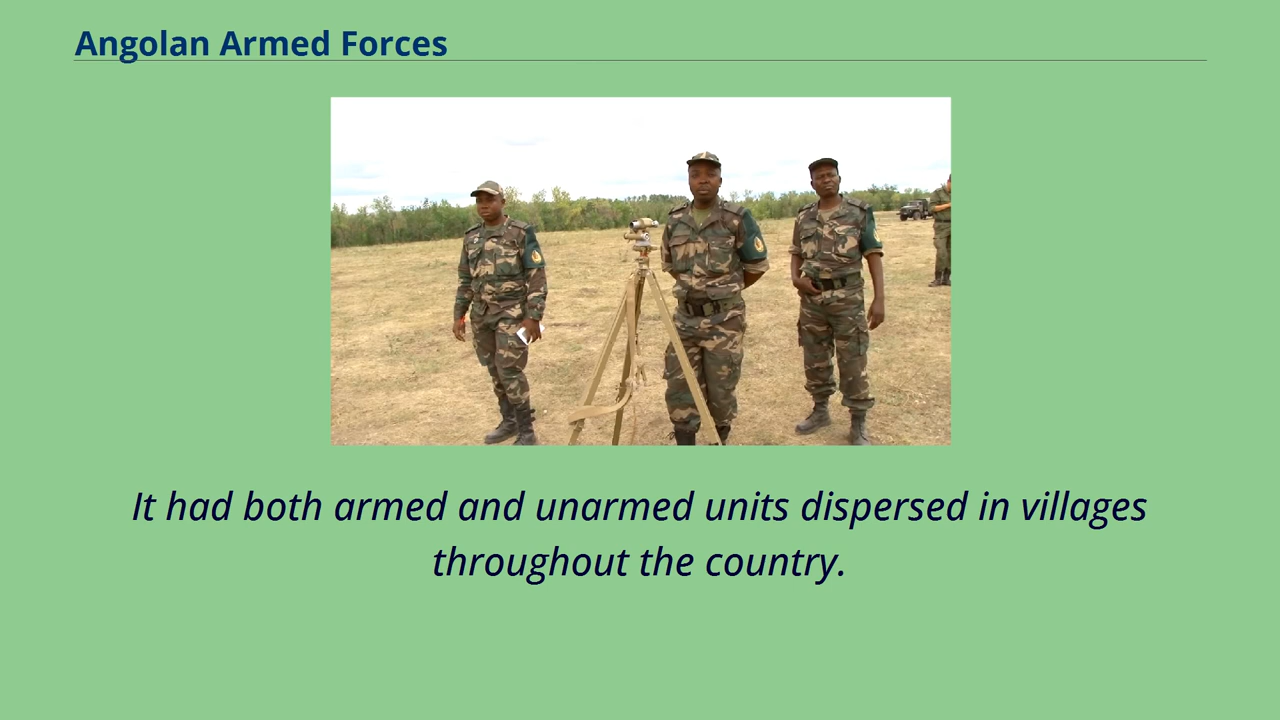 Angolan Armed Forces
It had both armed and unarmed units dispersed in villages
throughout the country.